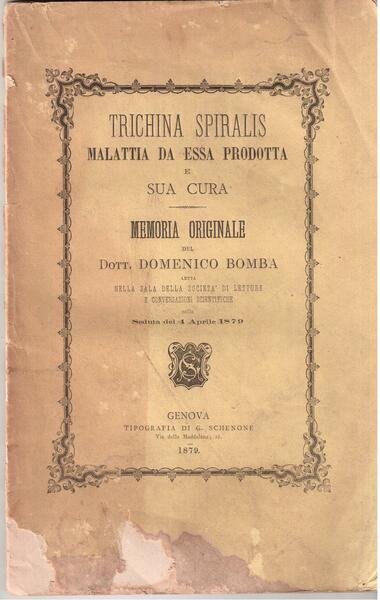 TRICHINA SPIRALIS
MALATTIA DA ESSA PRODOTTA
E
SUA CURA
MEMORIA ORIGINALE
DEL
DOTT. DOMENICO BOMBA
LETTA
NELLA SALA DELLA SOCIETA' DI LETTURE
E CONVERSAZIONI SCIENTIFICHE
nella
Seduta del 4 Aprile 1879
GENOVA
TIPOGRAFIA DI G. SCHENONE
Via della Maddalena,
1879.